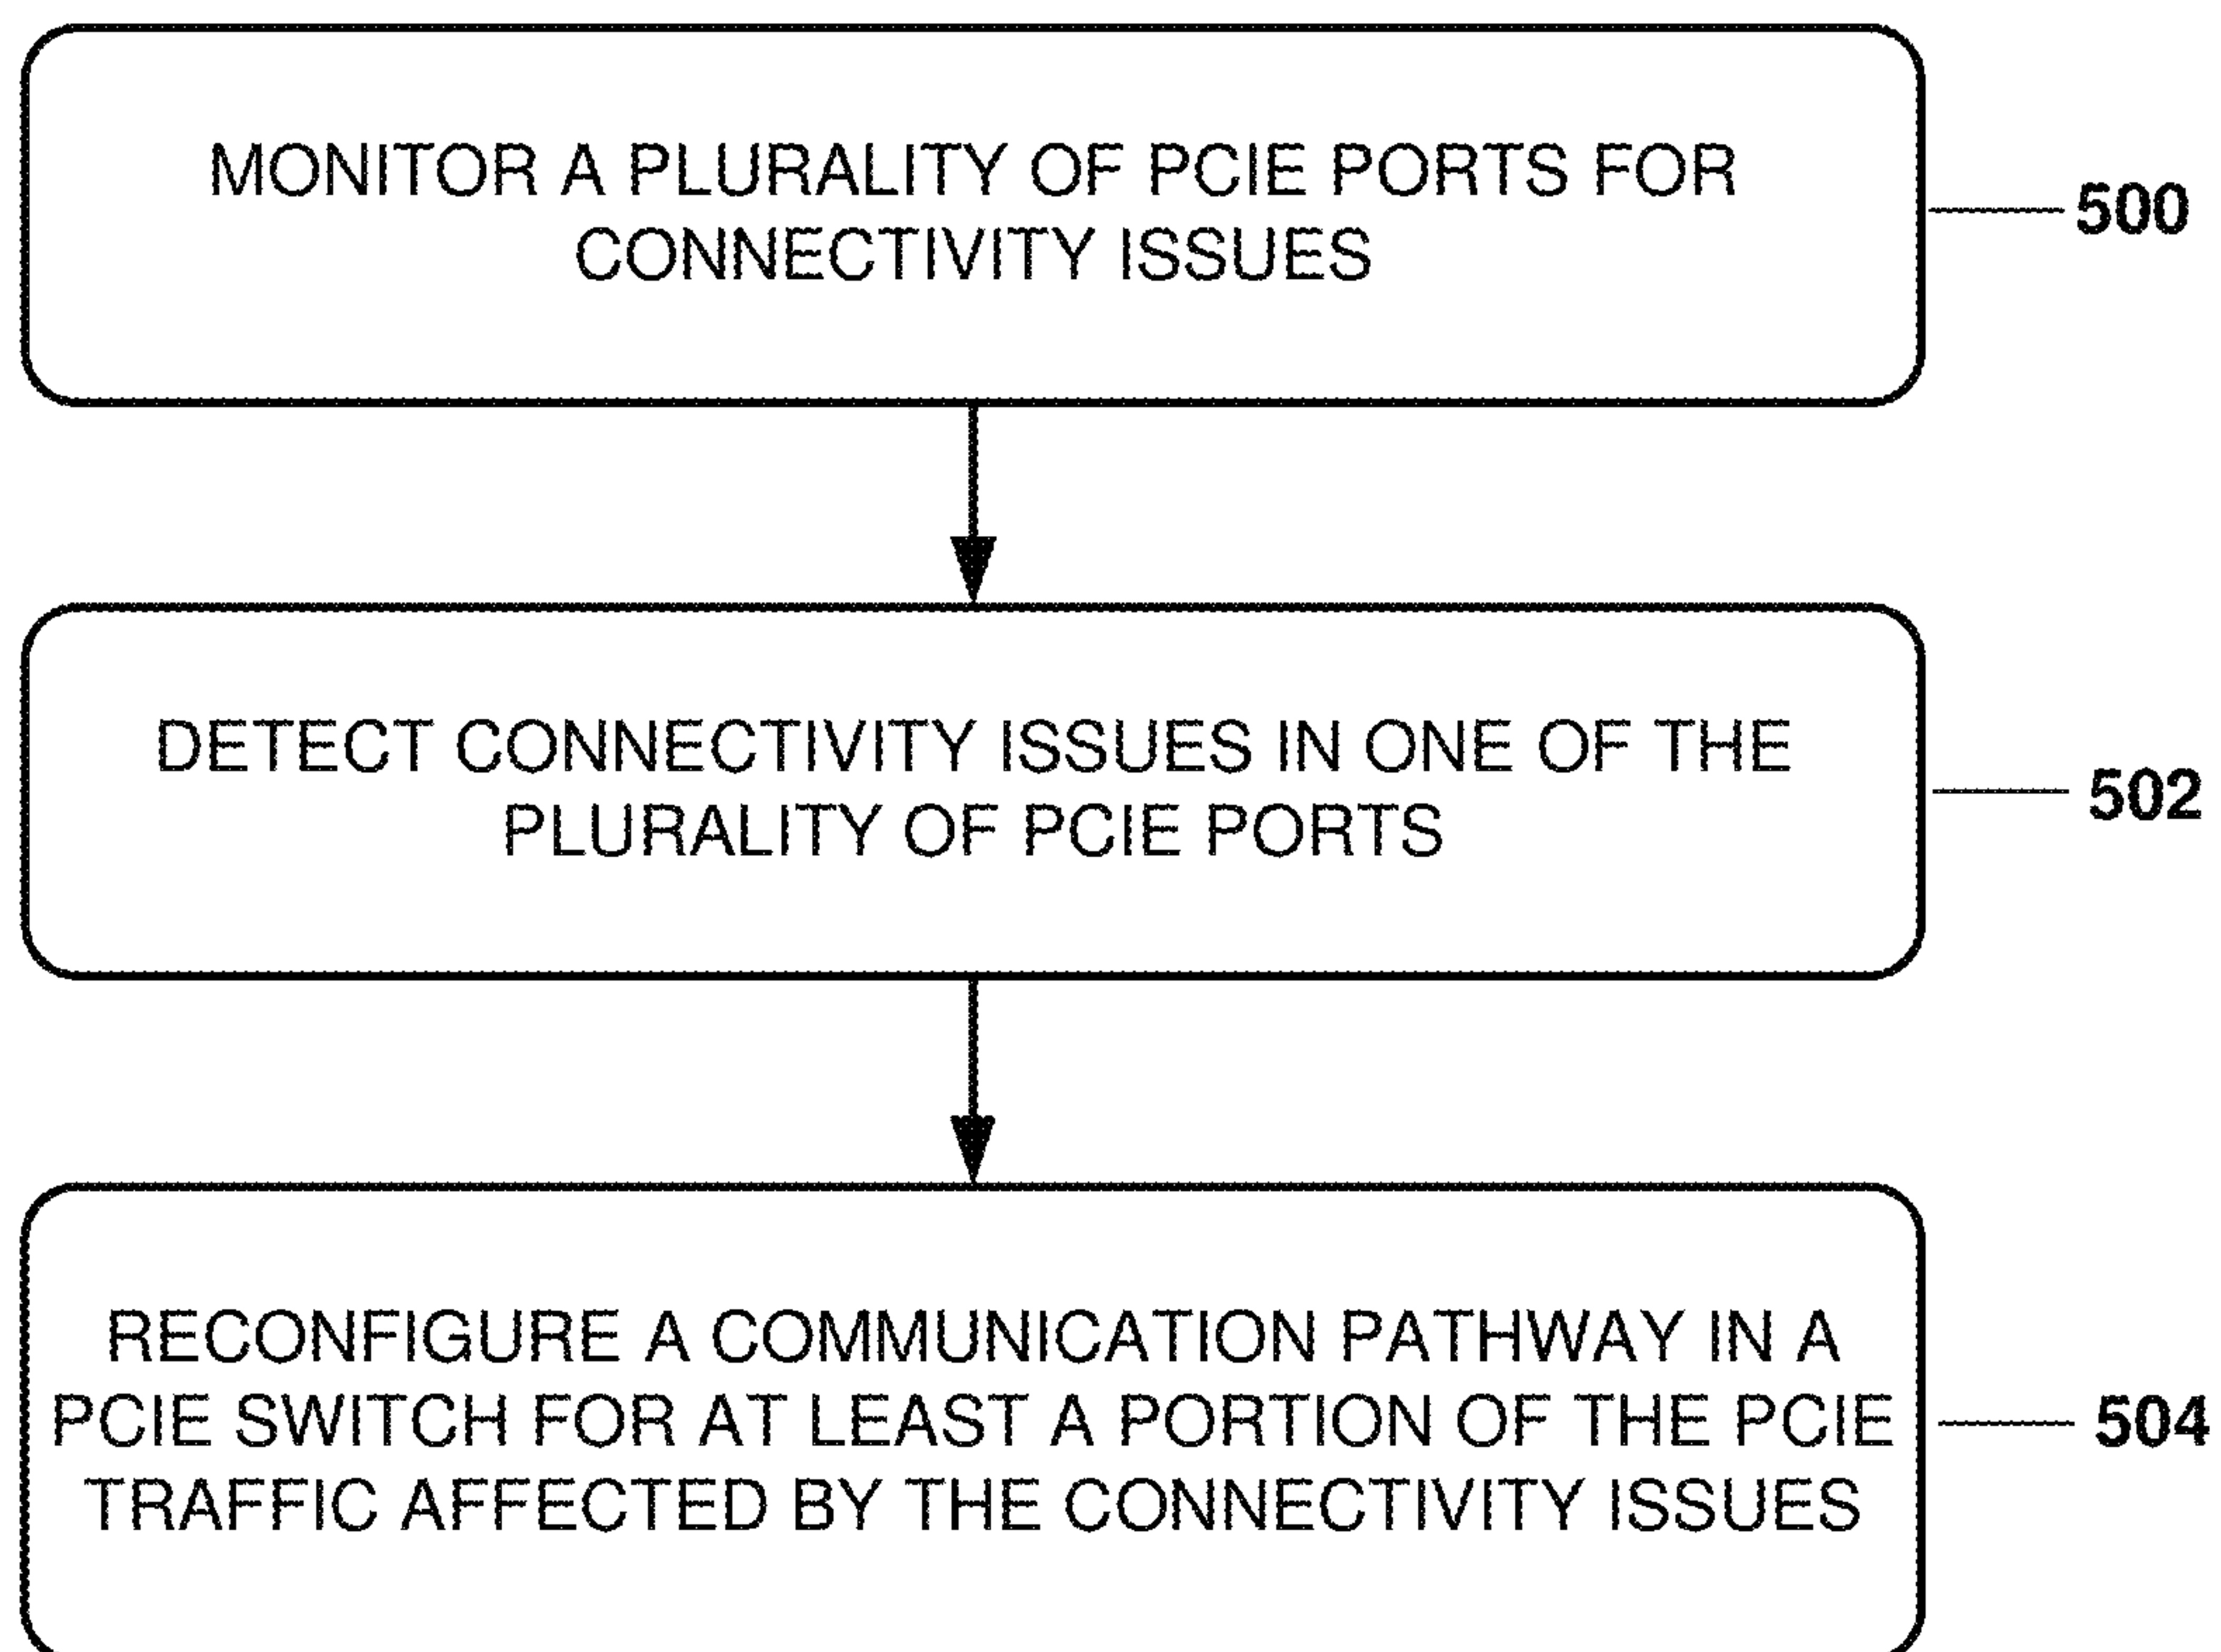 MONITOR A PLURALITY OF PCIE PORTS FOR
CONNECTIVITY ISSUES
500
DETECT CONNECTIVITY ISSUES IN ONE OF THE
PLURALITY OF PCIE PORTS
502
RECONFIGURE A COMMUNICATION PATHWAY IN A
PCIE SWITCH FOR AT LEAST A PORTION OF THE PCIE
TRAFFIC AFFECTED BY THE CONNECTIVITY ISSUES
504